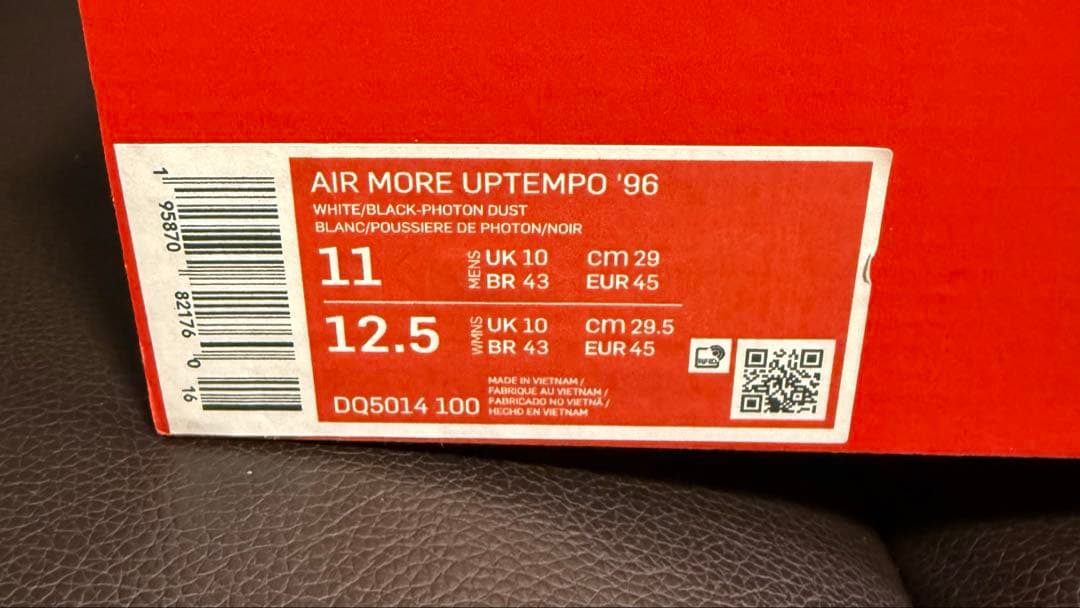 AIR MORE UPTEMPO '96
WHITE/BLACK-PHOTON DUST
BLANC/POUSSIERE DE PHOTON/NOIR
11 MENS UK 10 cm 29
BR 43 EUR 45
12.5 WMNS UK 10 cm 29.5
BR 43 EUR 45
DQ5014 100
MADE IN VIETNAM /
FABRIQUE AU VIETNAM /
FABRICADO NO VIETNÃ /
HECHO EN VIETNAM
RFID
1 95870 82176 0 16